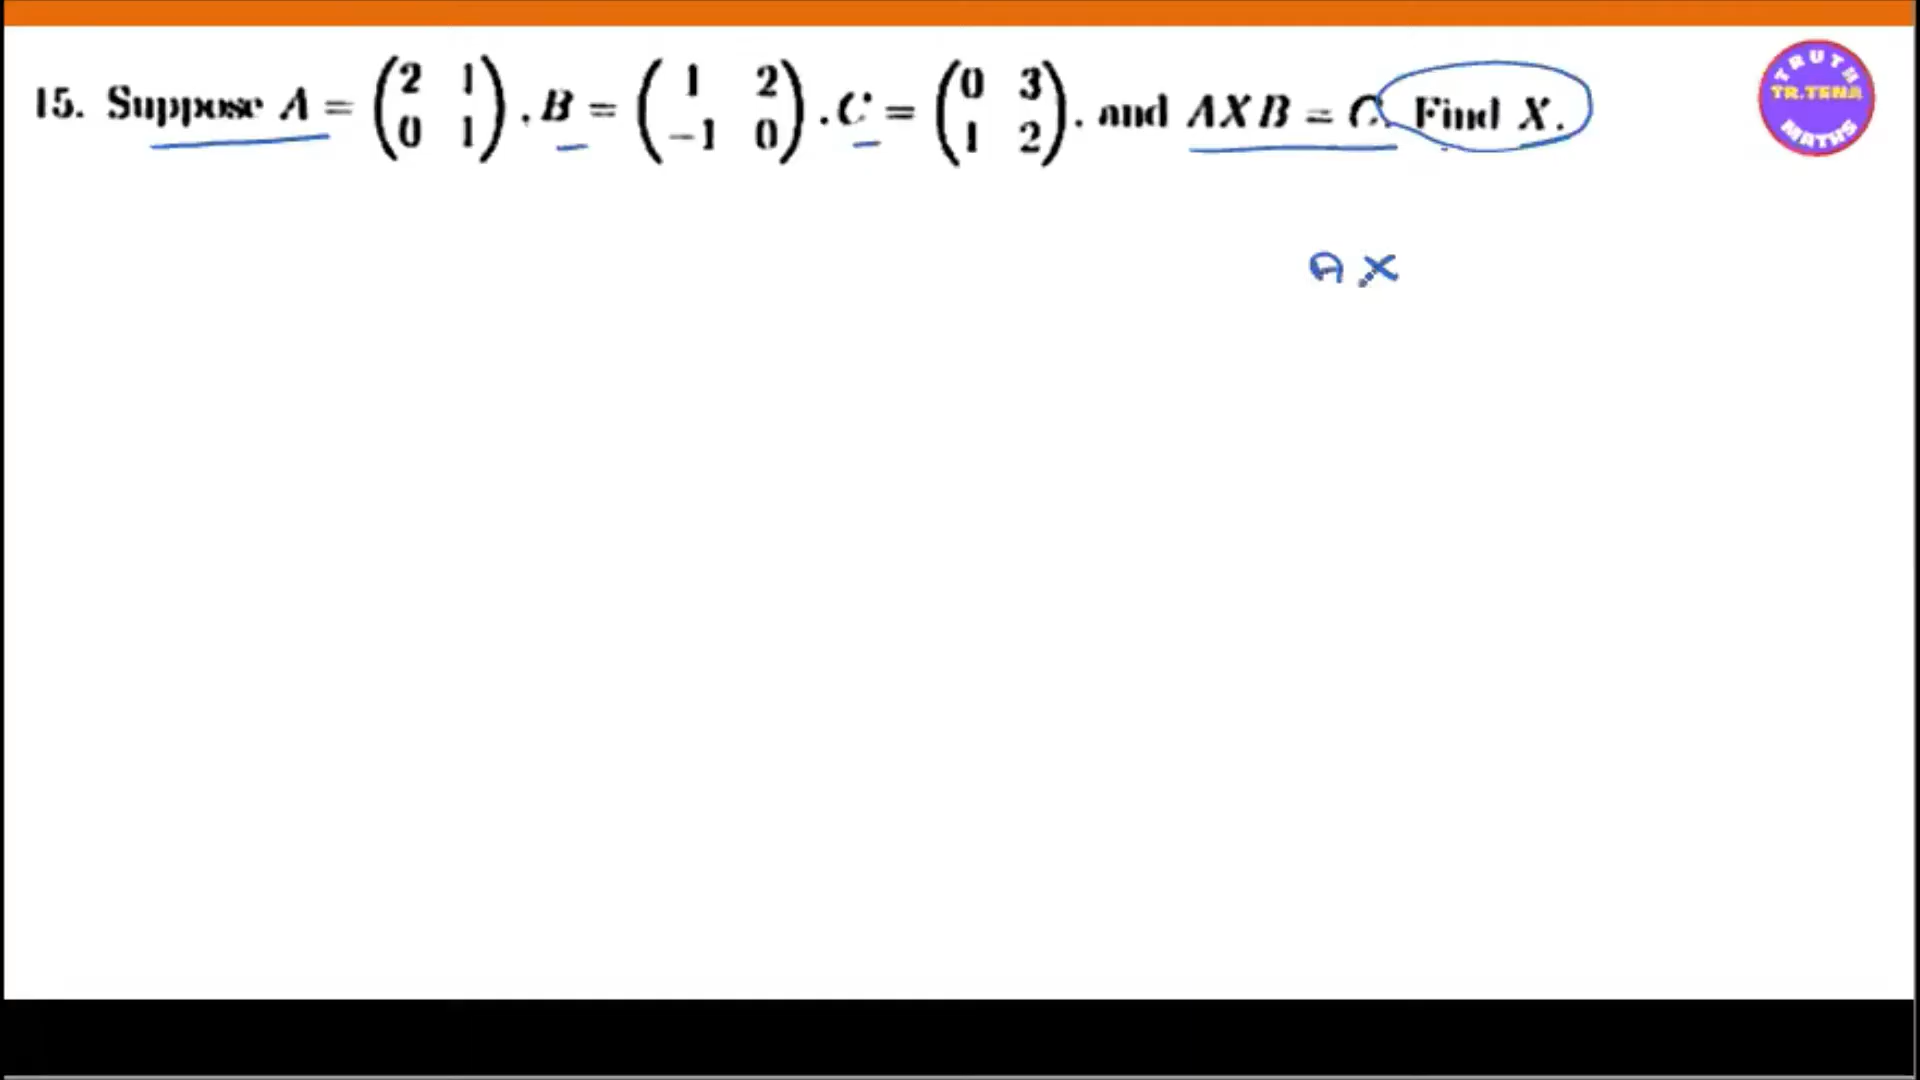 15. Suppose A = (2 1 0 1), B = (1 2 -1 0), C = (0 3 1 2), and AXB = C. Find X.
TRUTH
TR.TENA
MATHS
A X